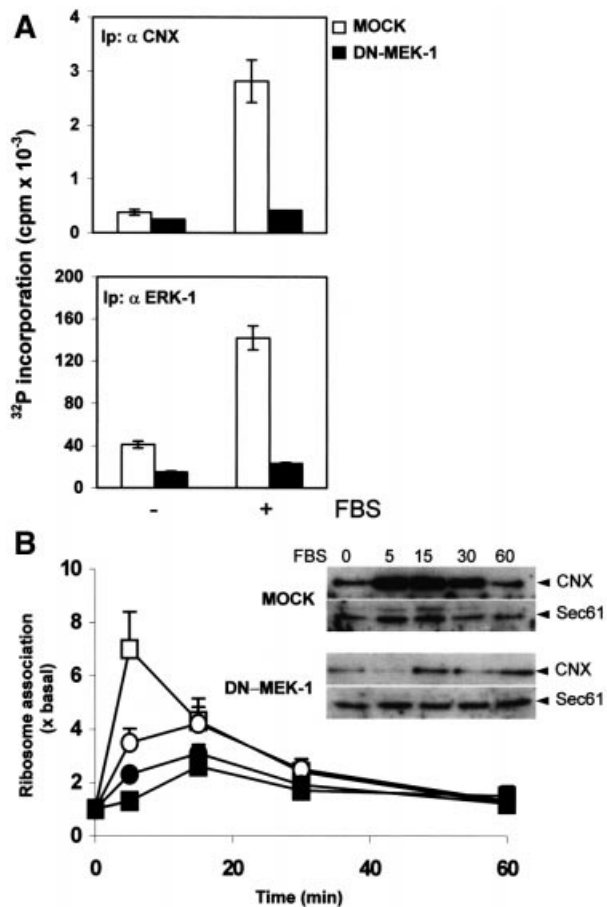 A
Ip: α CNX
MOCK
DN-MEK-1
4
3
2
1
0
³²P incorporation (cpm x 10⁻³)
Ip: α ERK-1
200
160
120
80
40
0
- + FBS
B
FBS 0 5 15 30 60
MOCK
CNX
Sec61
DN–MEK-1
CNX
Sec61
Ribosome association
(x basal)
10
8
6
4
2
0
0 20 40 60
Time (min)